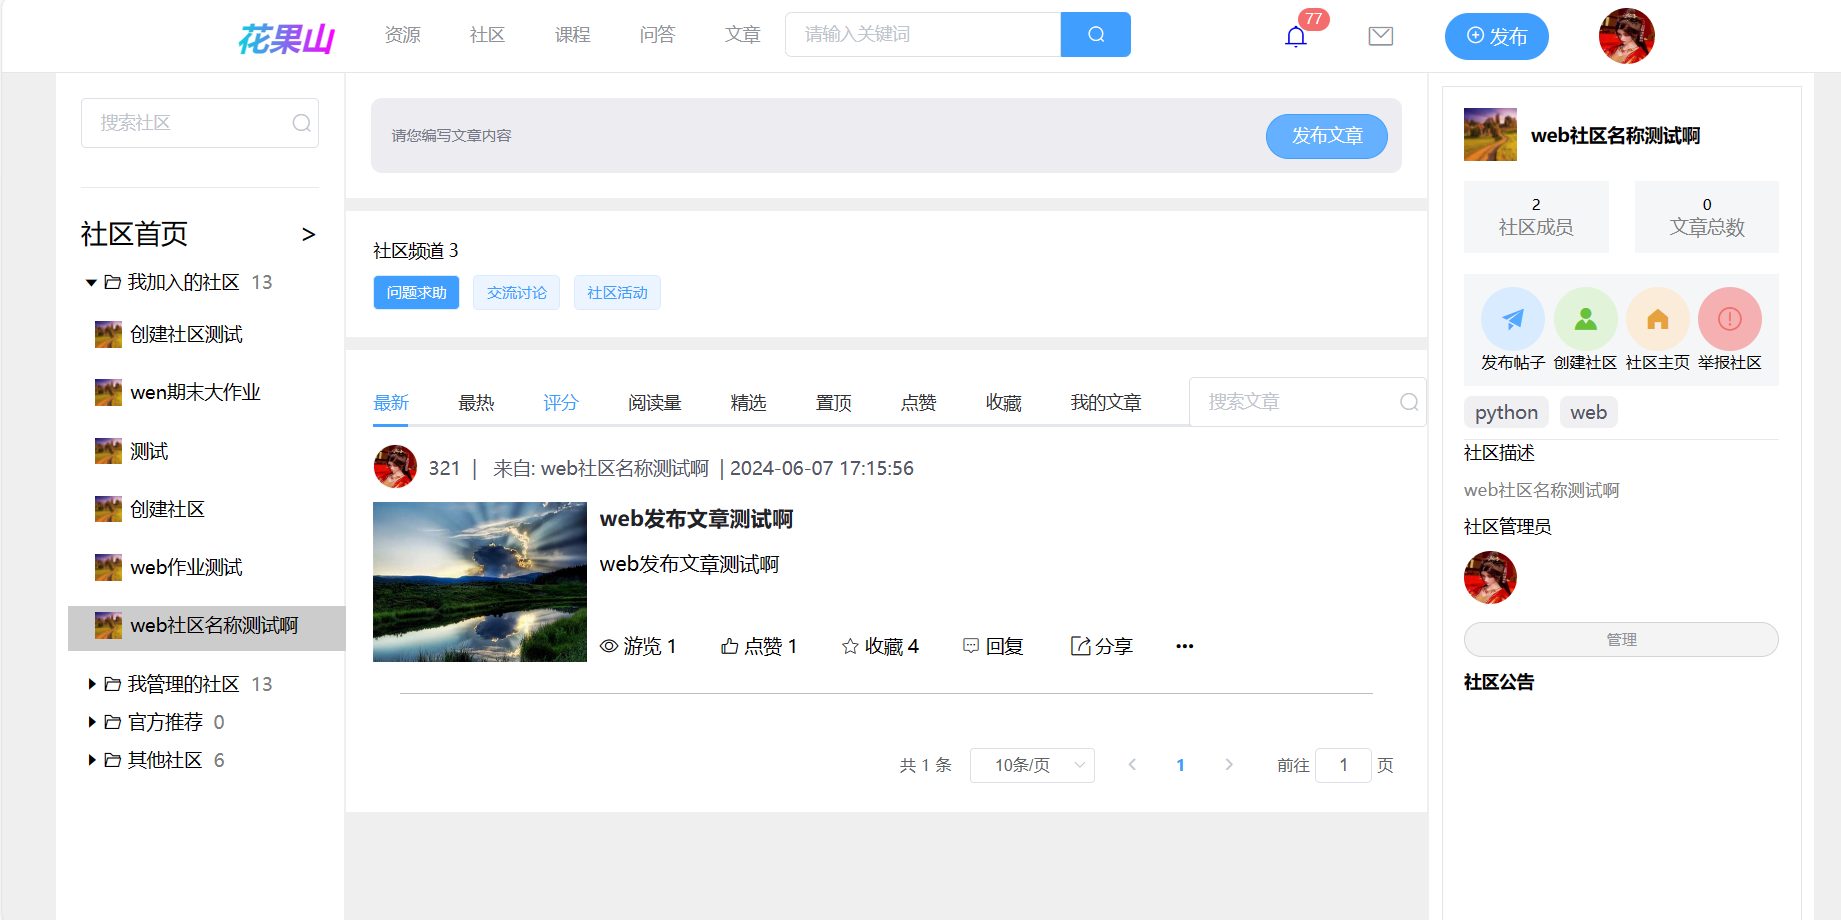 花果山
资源 社区 课程 问答 文章
请输入关键词
77
发布
搜索社区
社区首页 >
我加入的社区 13
创建社区测试
wen期末大作业
测试
创建社区
web作业测试
web社区名称测试啊
我管理的社区 13
官方推荐 0
其他社区 6
请您编写文章内容
发布文章
社区频道 3
问题求助 交流讨论 社区活动
最新 最热 评分 阅读量 精选 置顶 点赞 收藏 我的文章
搜索文章
321 | 来自: web社区名称测试啊 | 2024-06-07 17:15:56
web发布文章测试啊
web发布文章测试啊
游览 1 点赞 1 收藏 4 回复 分享 •••
共 1 条 10条/页 < 1 > 前往 1 页
web社区名称测试啊
2
社区成员
0
文章总数
发布帖子 创建社区 社区主页 举报社区
python web
社区描述
web社区名称测试啊
社区管理员
管理
社区公告